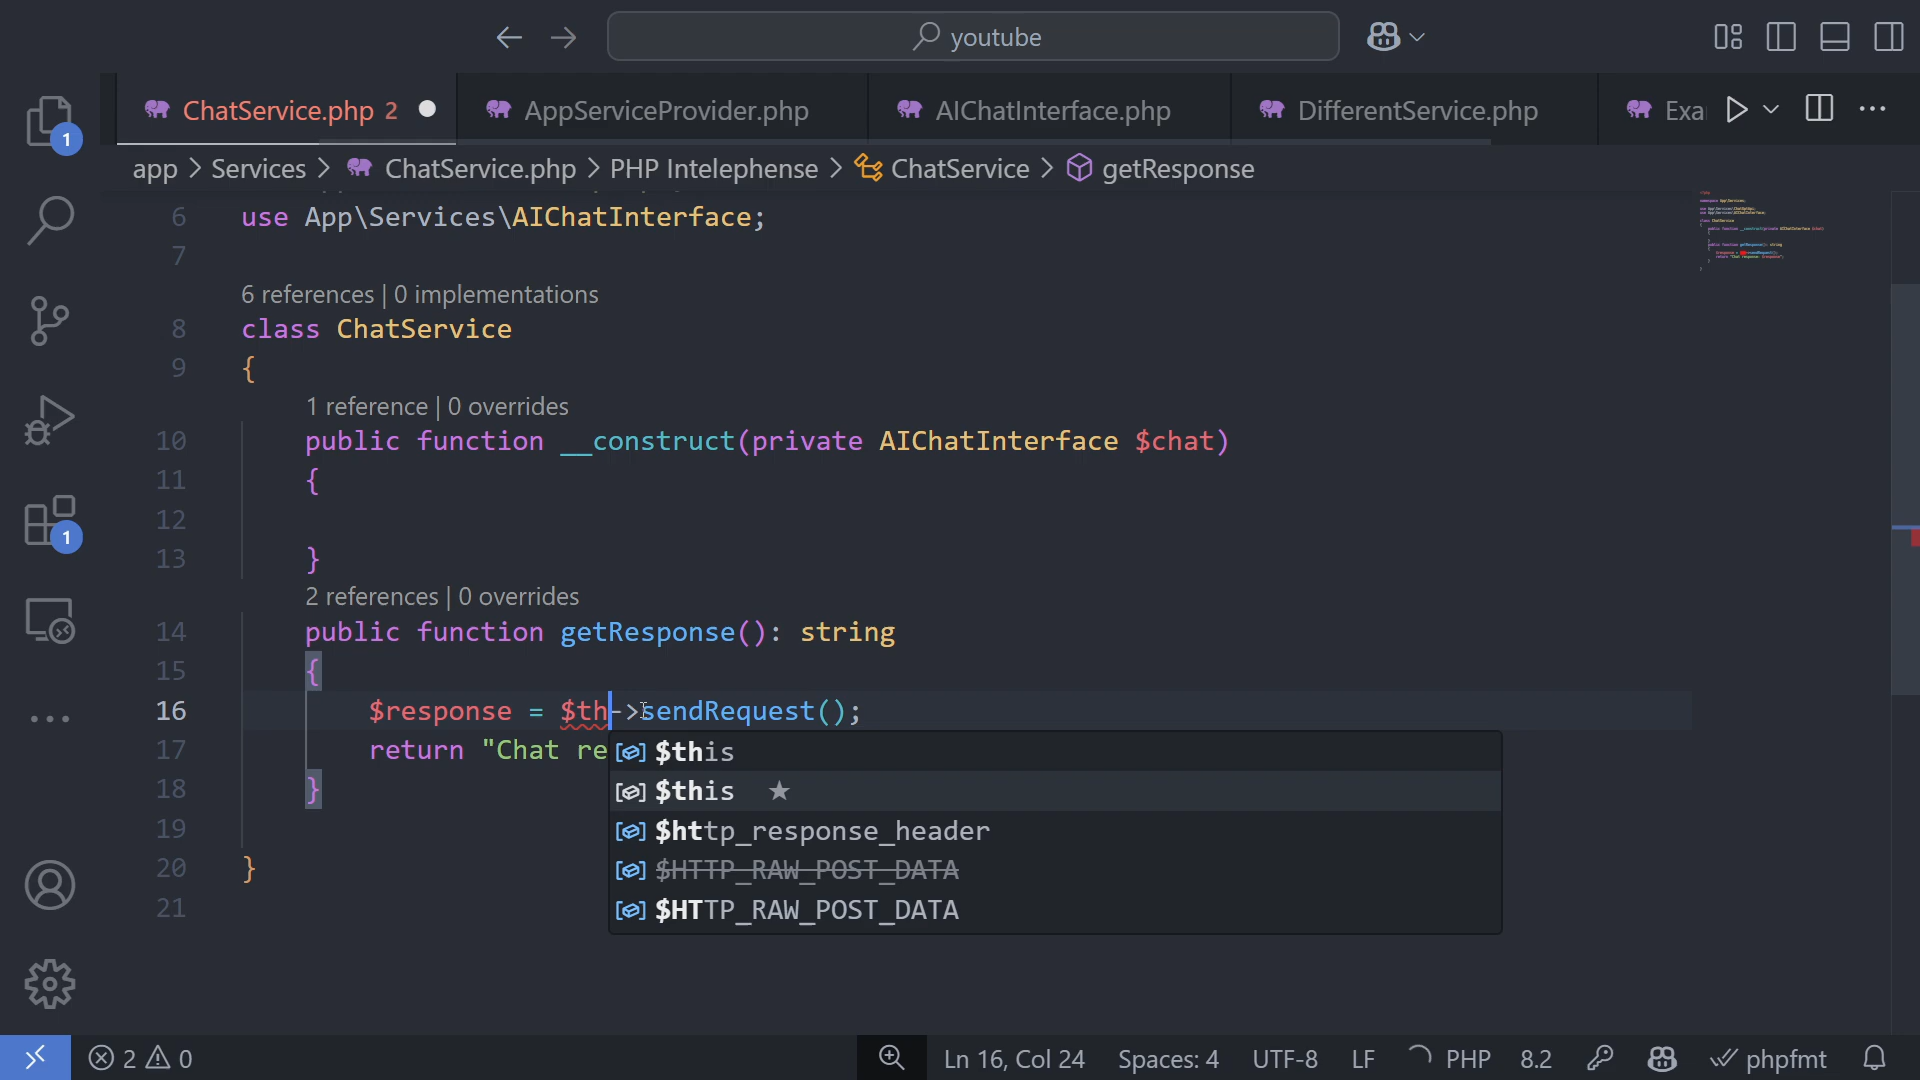 youtube
ChatService.php 2
AppServiceProvider.php
AIChatInterface.php
DifferentService.php
Exa
app > Services > ChatService.php > PHP Intelephense > ChatService > getResponse
6 use App\Services\AIChatInterface;
7
6 references | 0 implementations
8 class ChatService
9 {
1 reference | 0 overrides
10 public function __construct(private AIChatInterface $chat)
11 {
12
13 }
2 references | 0 overrides
14 public function getResponse(): string
15 {
16 $response = $th->sendRequest();
17 return "Chat re
$this
18 }
$this ★
19
$http_response_header
20 }
$HTTP_RAW_POST_DATA
21
$HTTP_RAW_POST_DATA
1
1
2 0
Ln 16, Col 24
Spaces: 4
UTF-8
LF
PHP
8.2
phpfmt